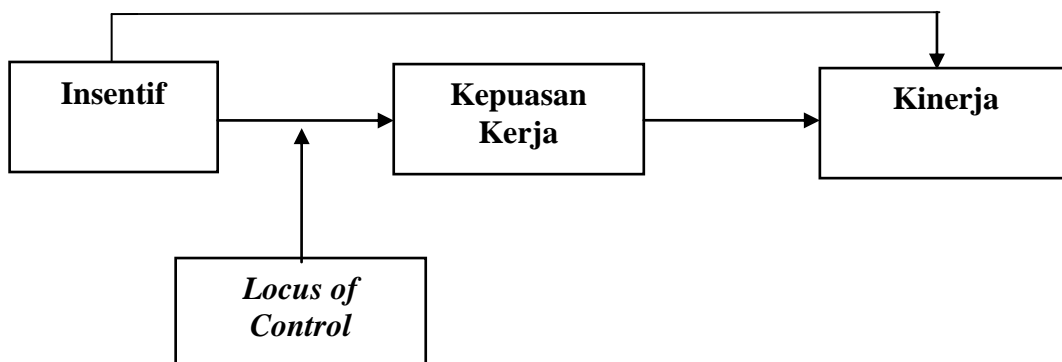 Insentif
Kepuasan
Kerja
Kinerja
Locus of
Control